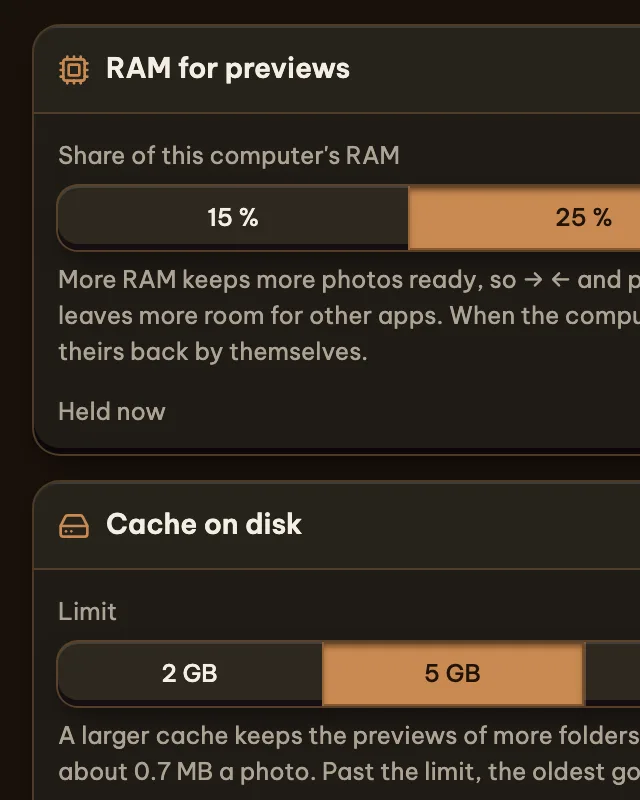 RAM for previews
Share of this computer's RAM
15 % 25 %
More RAM keeps more photos ready, so → ← and
leaves more room for other apps. When the
theirs back by themselves.
Held now
Cache on disk
Limit
2 GB 5 GB
A larger cache keeps the previews of more folders
about 0.7 MB a photo. Past the limit, the oldest